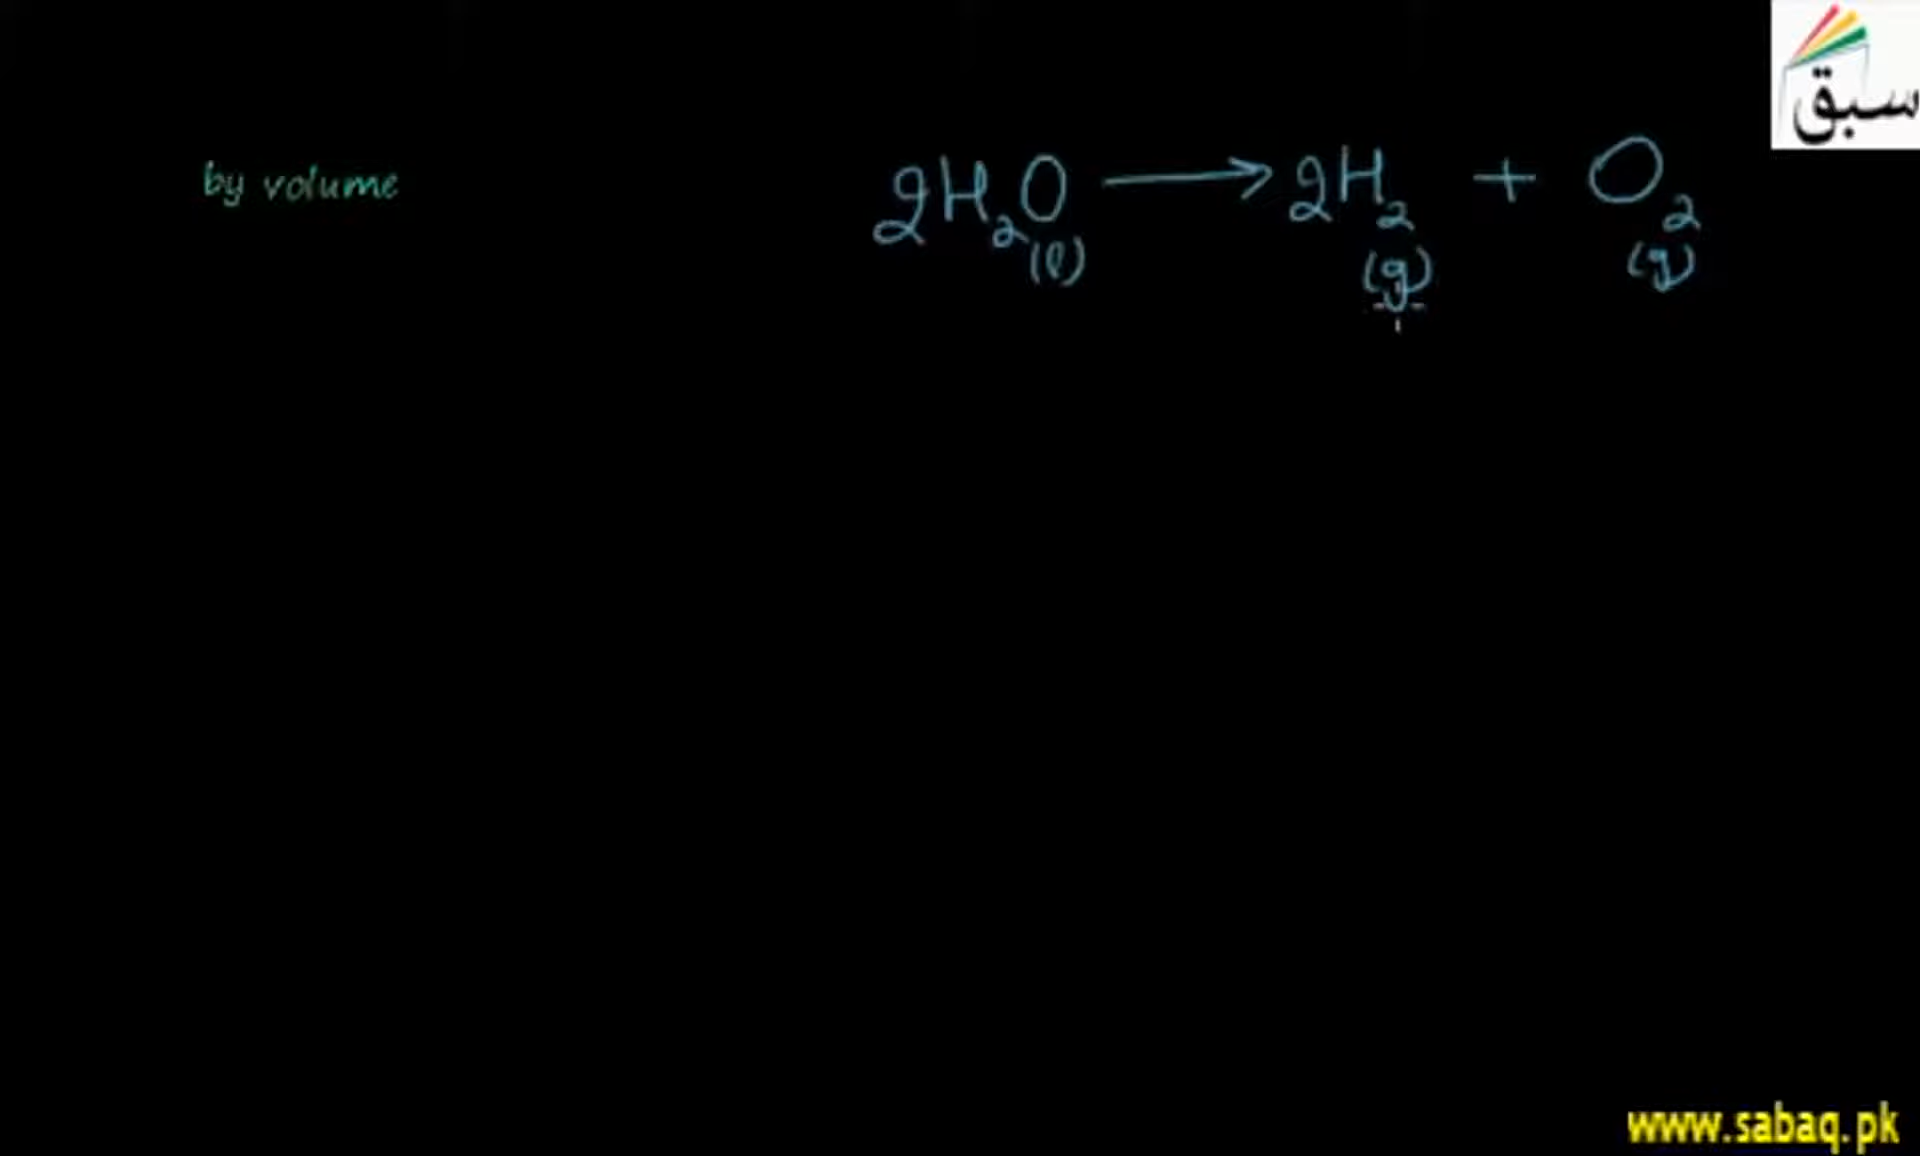 سبق
by volume
2H₂O(l) → 2H₂(g) + O₂(g)
www.sabaq.pk